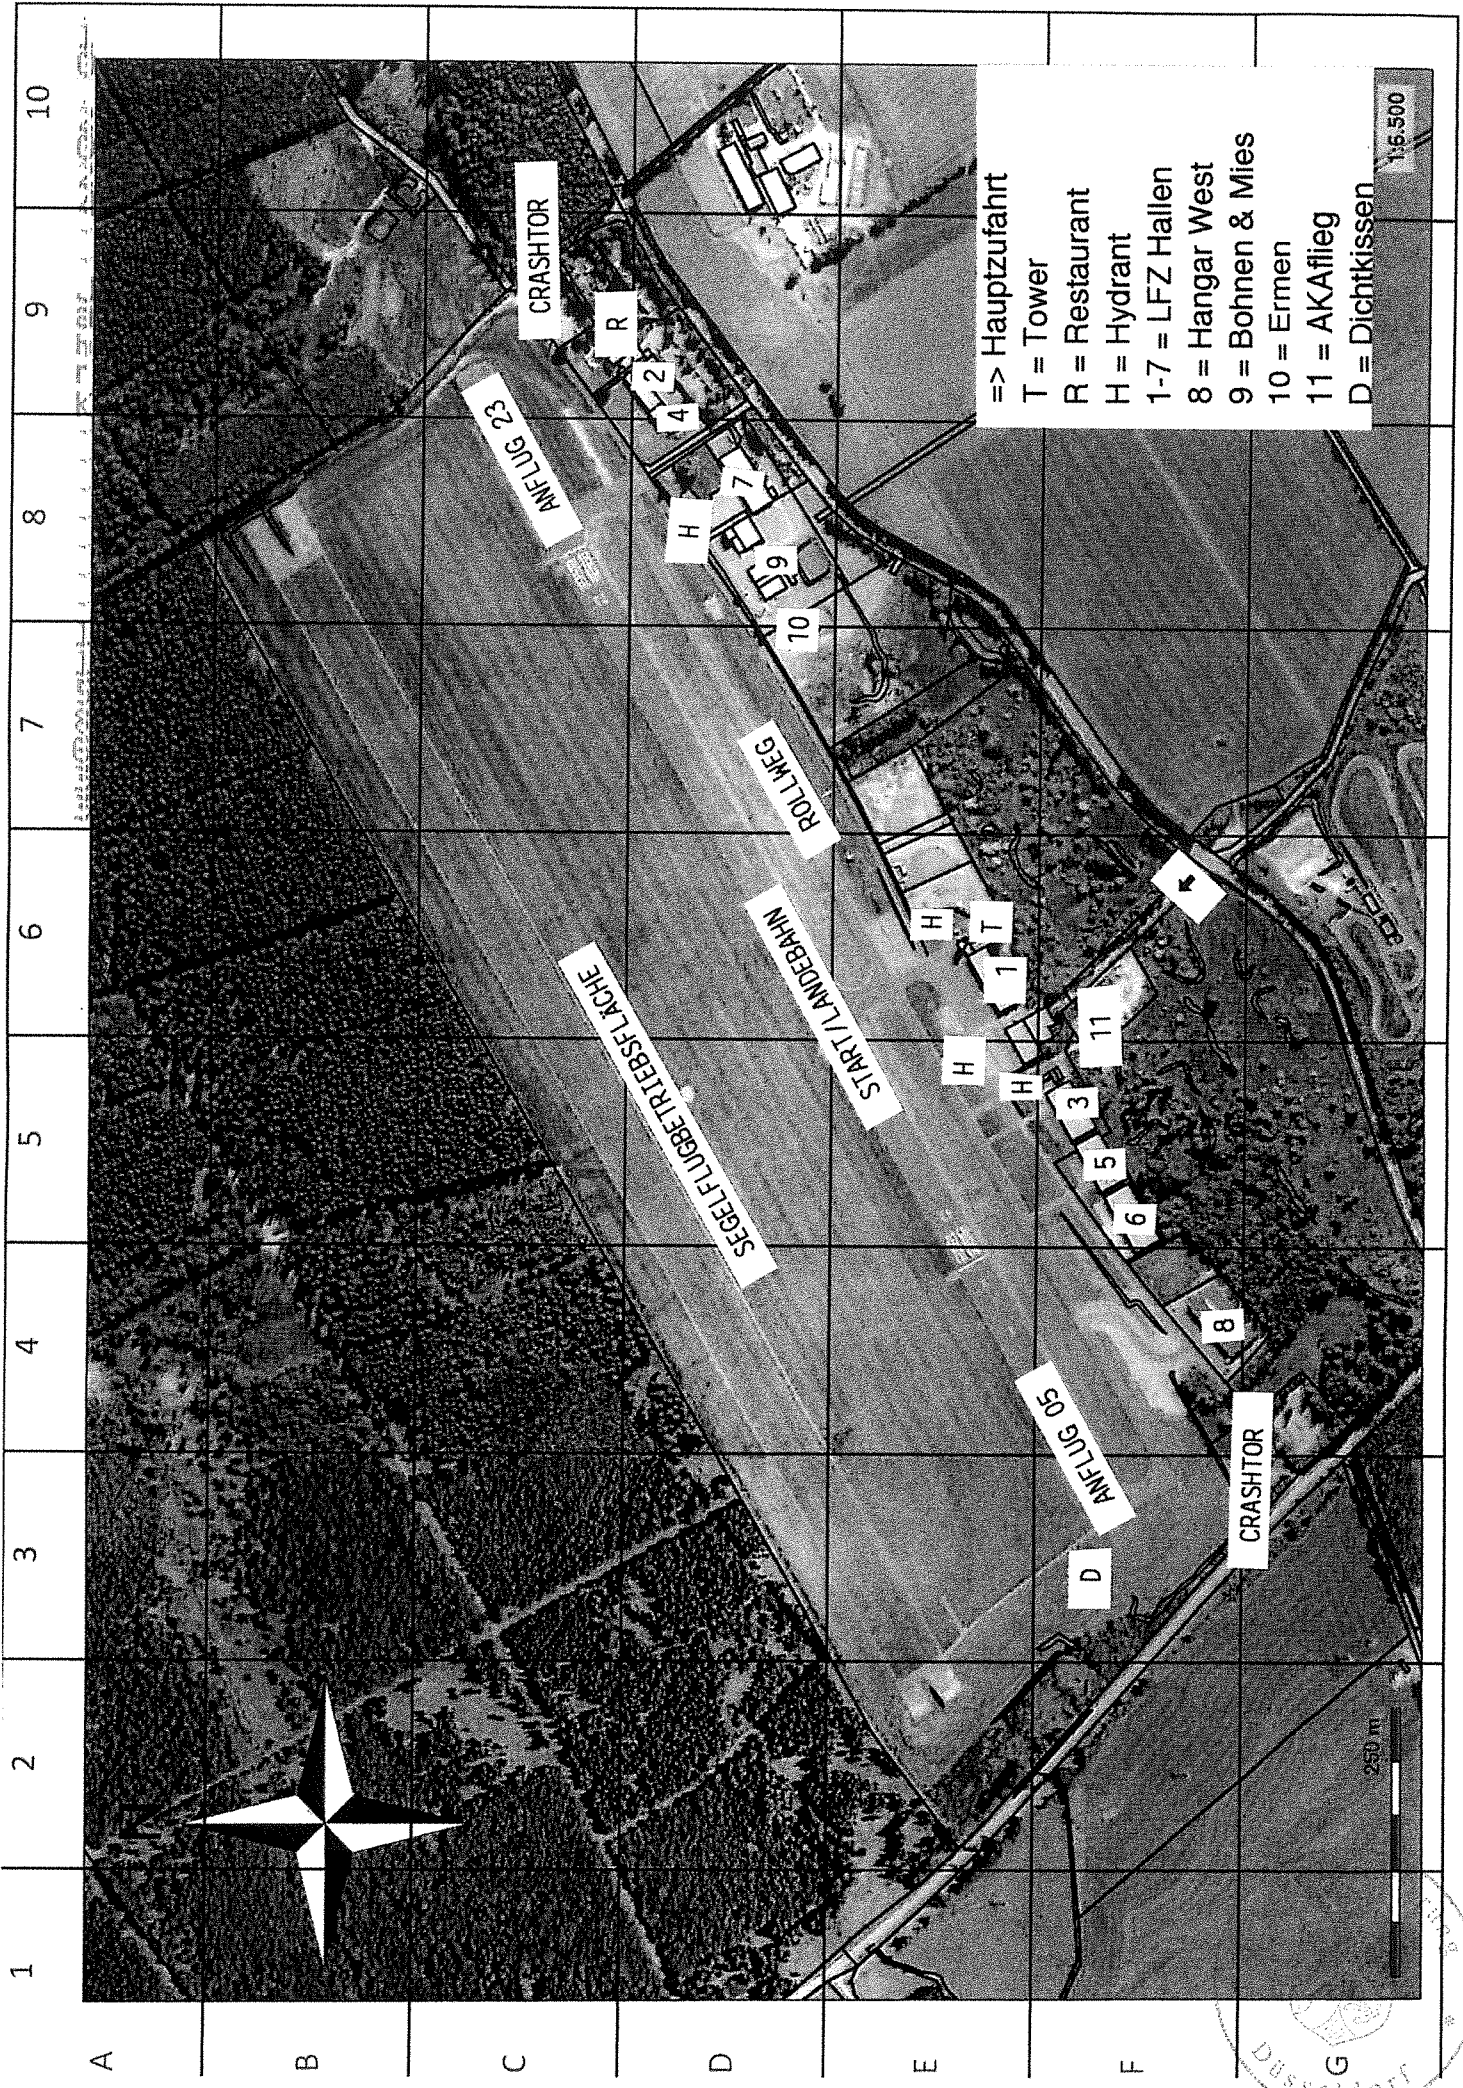 1 2 3 4 5 6 7 8 9 10
A
B
C
D
E
F
G
N
ANFLUG 23
CRASHTOR
R
2
4
7
H
9
10
ROLLWEG
SEGELFLUGBETRIEBSFLÄCHE
START/LANDEBAHN
H
T
1
H
H
11
3
5
6
8
ANFLUG 05
CRASHTOR
D
=> Hauptzufahrt
T = Tower
R = Restaurant
H = Hydrant
1-7 = LFZ Hallen
8 = Hangar West
9 = Bohnen & Mies
10 = Ermen
11 = AKAflieg
D = Dichtkissen
250 m
1:6.500
Düsseldorf